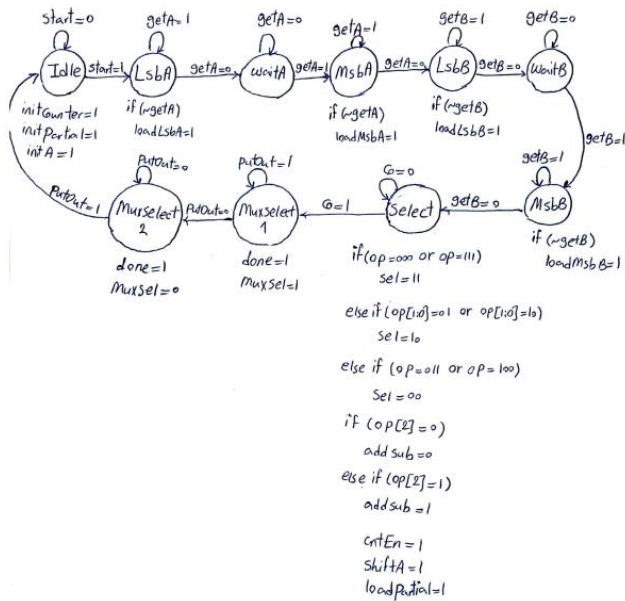 start=0
getA=1
getA=0
getA=1
getB=1
getB=0
Idle
start=1
LsbA
getA=0
waitA
getA=1
MsbA
getA=0
LsbB
getB=0
WaitB
initCounter=1
initPartial=1
initA=1
if (~getA)
loadLsbA=1
if (~getA)
loadMsbA=1
if (~getB)
loadLsbB=1
getB=1
PutOut=0
putOut=1
Co=0
getB=1
PutOut=1
MuxSelect
2
PutOut=0
MuxSelect
1
Co=1
Select
getB=0
MsbB
done=1
MuxSel=0
done=1
MuxSel=1
if (~getB)
loadMsbB=1
if(op=000 or op=111)
sel=11
else if (op[1:0]=01 or op[1:0]=10)
sel=10
else if (op=011 or op=100)
sel=00
if (op[2]=0)
addsub=0
else if (op[2]=1)
addsub=1
cntEn=1
shiftA=1
loadPartial=1